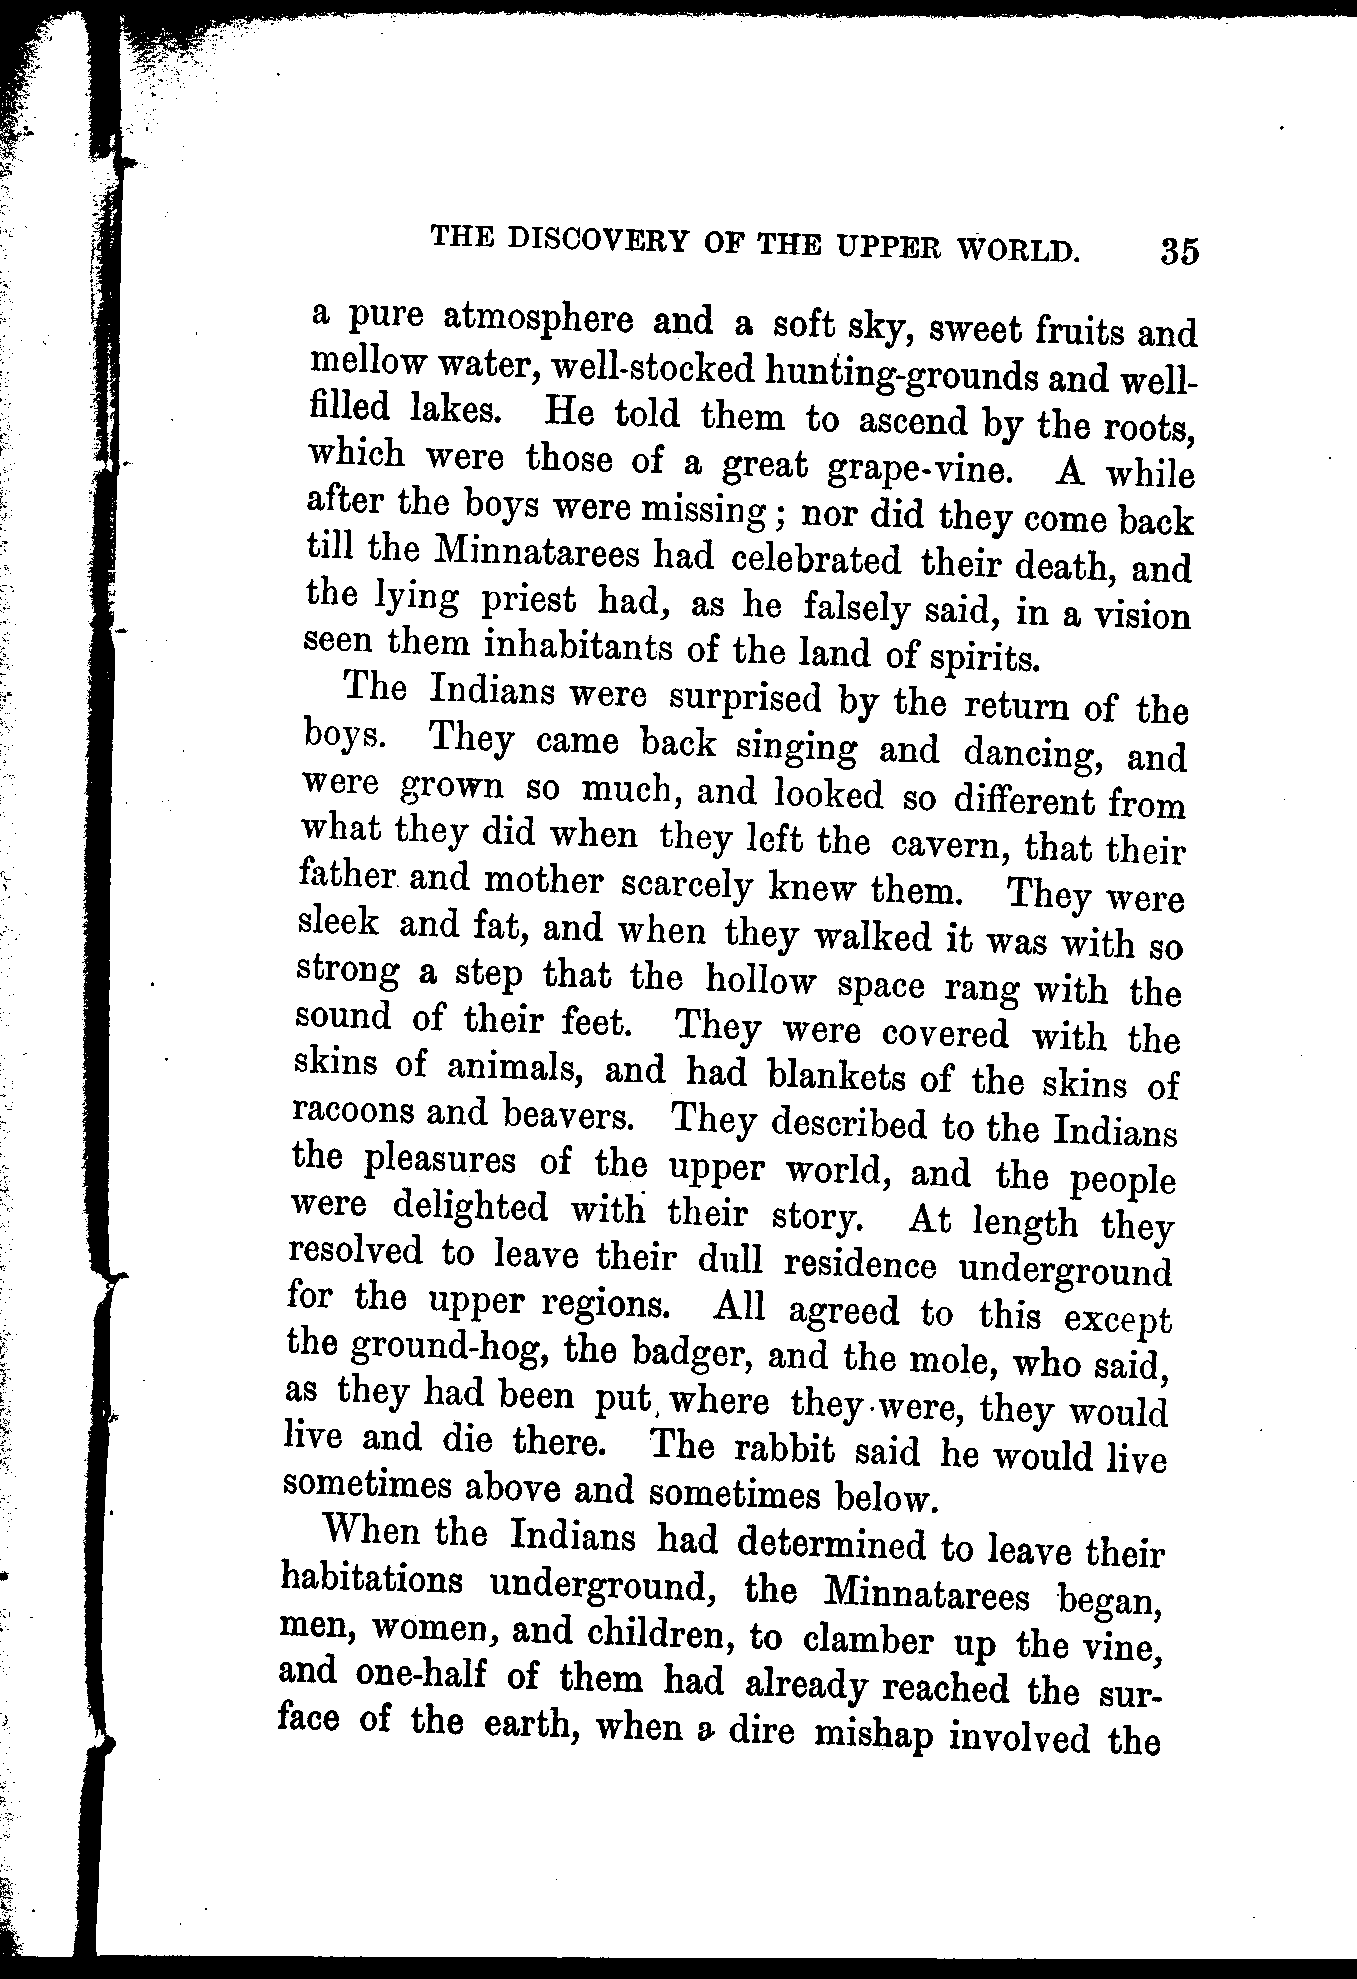 THE DISCOVERY OF THE UPPER WORLD. 35
a pure atmosphere and a soft sky, sweet fruits and
mellow water, well-stocked hunting-grounds and well-
filled lakes. He told them to ascend by the roots,
which were those of a great grape-vine. A while
after the boys were missing; nor did they come back
till the Minnatarees had celebrated their death, and
the lying priest had, as he falsely said, in a vision
seen them inhabitants of the land of spirits.
The Indians were surprised by the return of the
boys. They came back singing and dancing, and
were grown so much, and looked so different from
what they did when they left the cavern, that their
father and mother scarcely knew them. They were
sleek and fat, and when they walked it was with so
strong a step that the hollow space rang with the
sound of their feet. They were covered with the
skins of animals, and had blankets of the skins of
racoons and beavers. They described to the Indians
the pleasures of the upper world, and the people
were delighted with their story. At length they
resolved to leave their dull residence underground
for the upper regions. All agreed to this except
the ground-hog, the badger, and the mole, who said,
as they had been put where they were, they would
live and die there. The rabbit said he would live
sometimes above and sometimes below.
When the Indians had determined to leave their
habitations underground, the Minnatarees began,
men, women, and children, to clamber up the vine,
and one-half of them had already reached the sur-
face of the earth, when a dire mishap involved the